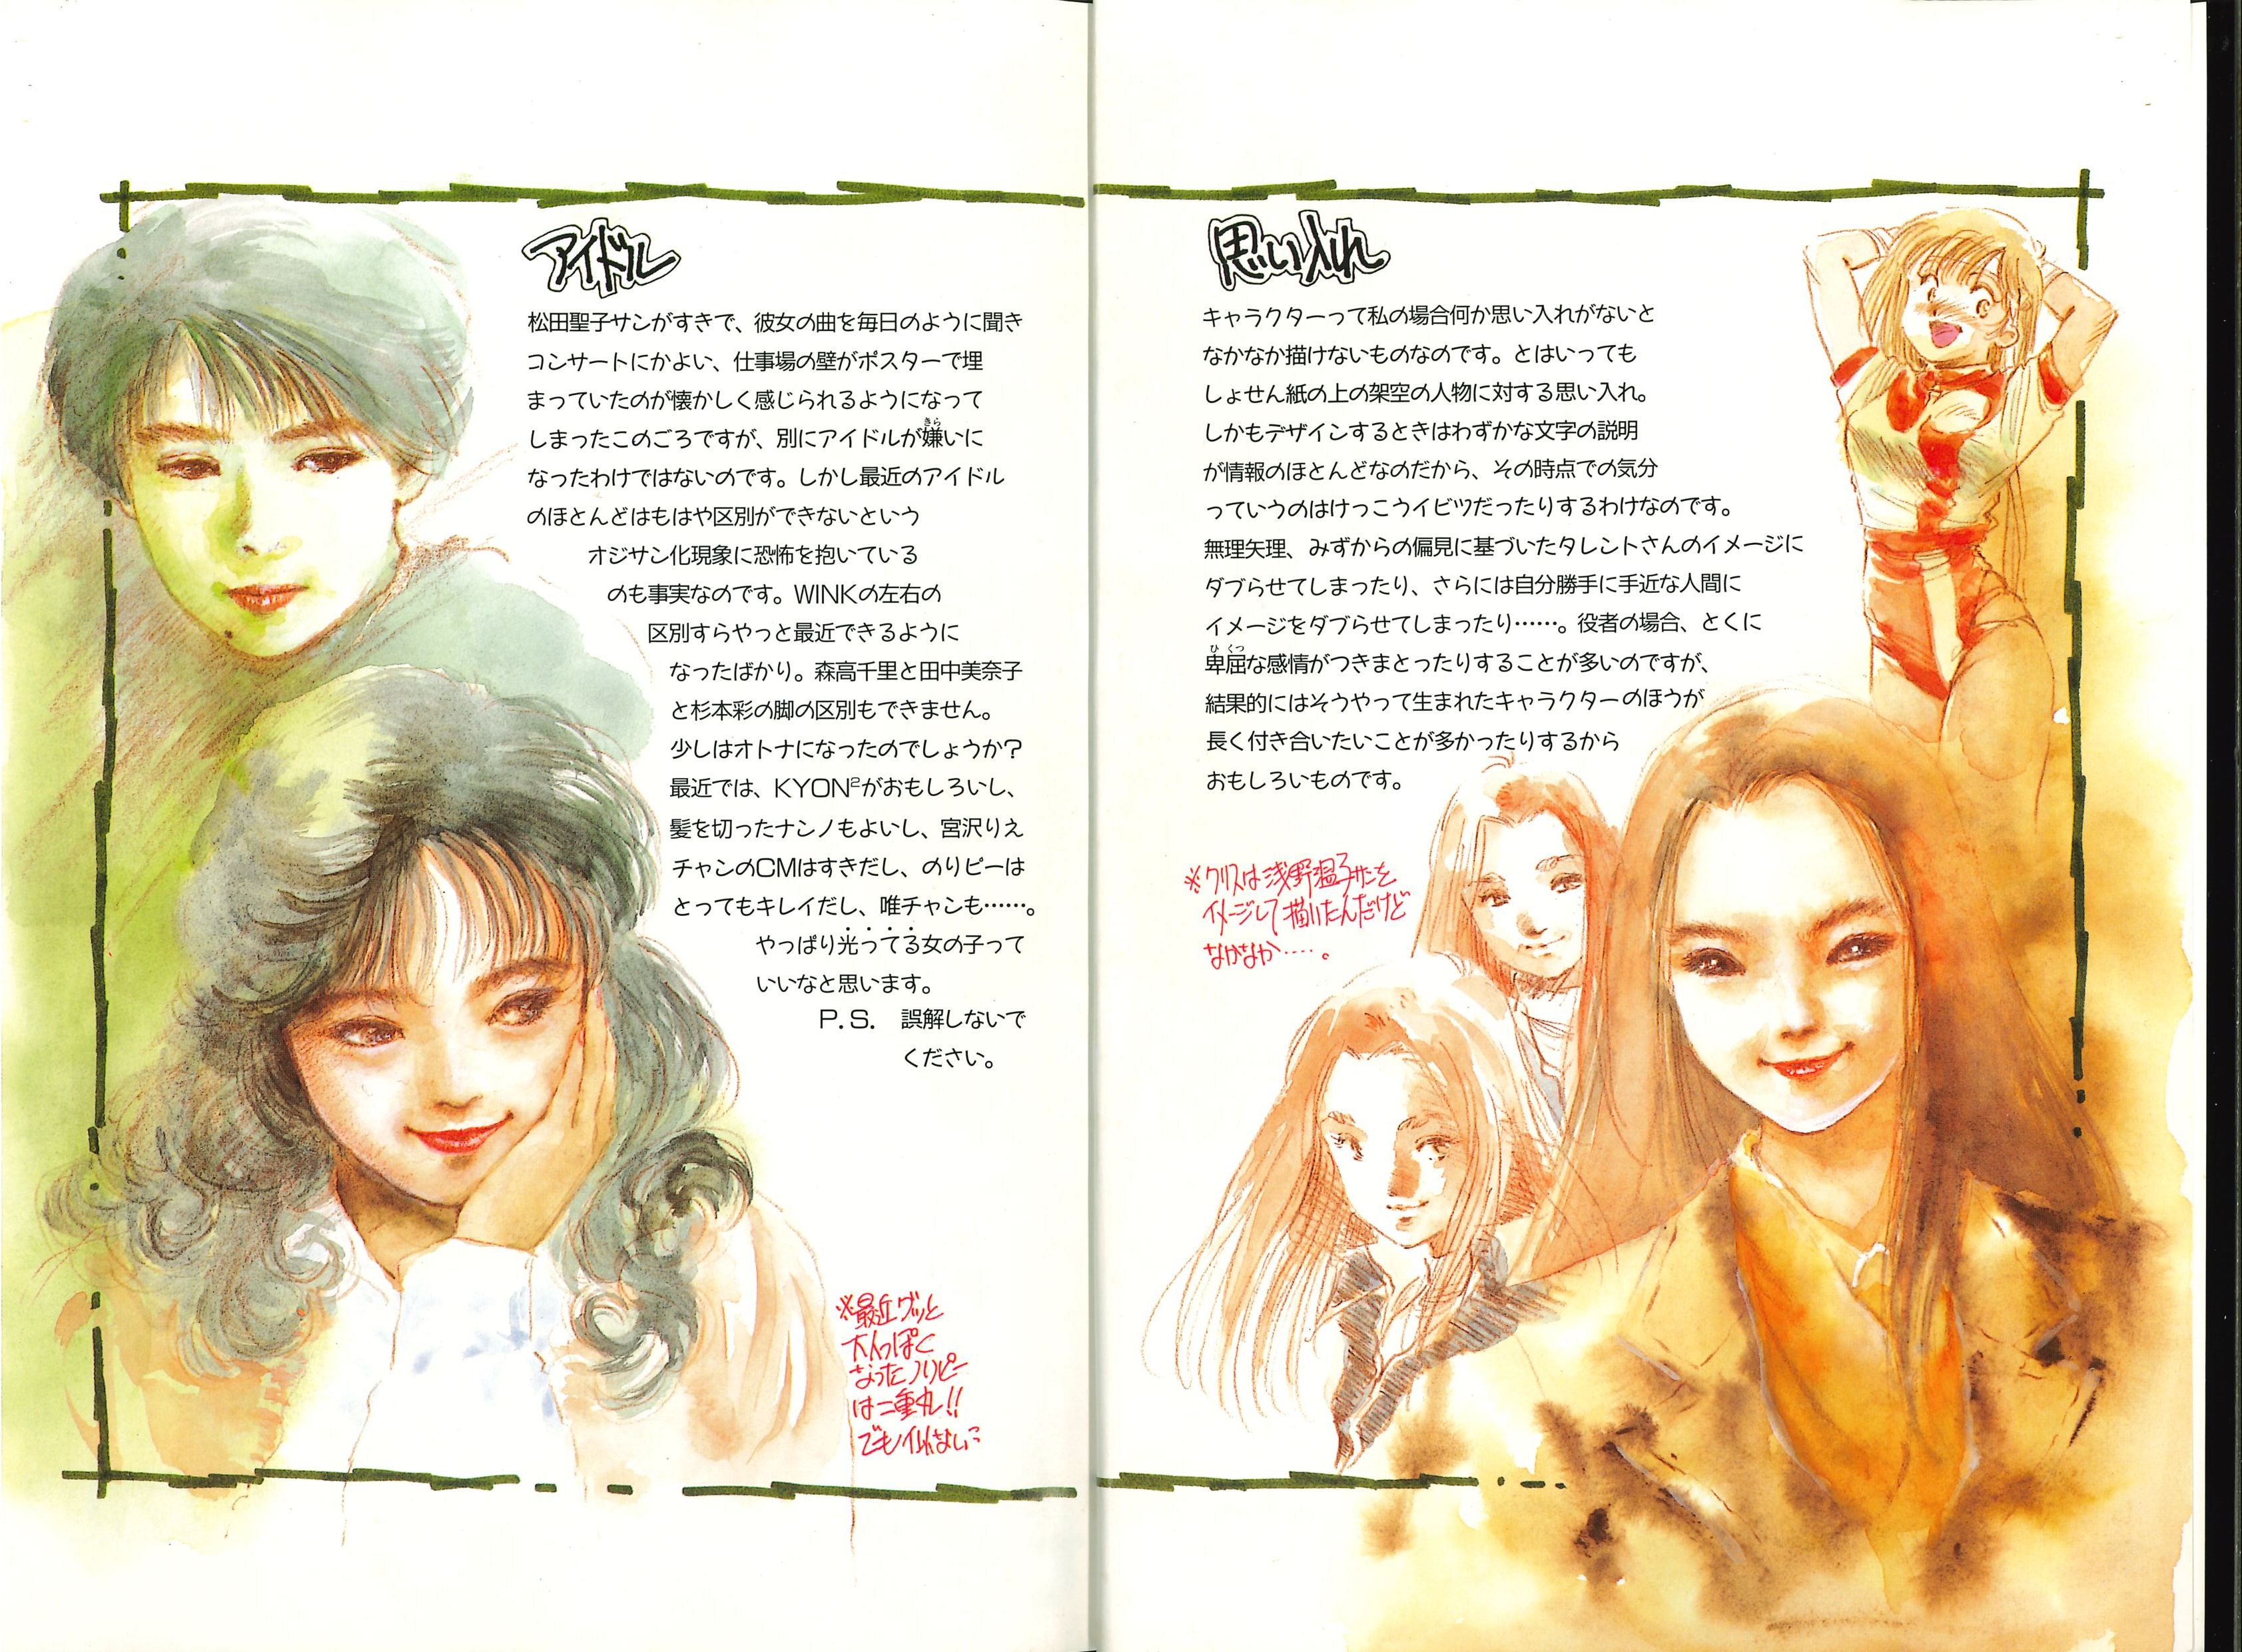 アイドル
松田聖子サンがすきで、彼女の曲を毎日のように聞き
コンサートにかよい、仕事場の壁がポスターで埋
まっていたのが懐かしく感じられるようになって
しまったこのごろですが、別にアイドルが嫌いに
なったわけではないのです。しかし最近のアイドル
のほとんどはもはや区別ができないという
オジサン化現象に恐怖を抱いている
のも事実なのです。WINKの左右の
区別すらやっと最近できるように
なったばかり。森高千里と田中美奈子
と杉本彩の脚の区別もできません。
少しはオトナになったのでしょうか？
最近では、KYON²がおもしろいし、
髪を切ったナンノもよいし、宮沢りえ
チャンのCMはすきだし、のりピーは
とってもキレイだし、唯チャンも……。
やっぱり光ってる女の子って
いいなと思います。
P.S. 誤解しないで
ください。
※最近グッと
大人っぽく
なったノリピー
は二重丸!!
でも似ないっ
思い入れ
キャラクターって私の場合何か思い入れがないと
なかなか描けないものなのです。とはいっても
しょせん紙の上の架空の人物に対する思い入れ。
しかもデザインするときはわずかな文字の説明
が情報のほとんどなのだから、その時点での気分
っていうのはけっこうイビツだったりするわけなのです。
無理矢理、みずからの偏見に基づいたタレントさんのイメージに
ダブらせてしまったり、さらには自分勝手に手近な人間に
イメージをダブらせてしまったり……。役者の場合、とくに
卑屈な感情がつきまとったりすることが多いのですが、
結果的にはそうやって生まれたキャラクターのほうが
長く付き合いたいことが多かったりするから
おもしろいものです。
※クリスは浅野温子サンを
イメージして描いたんだけど
なかなか……。